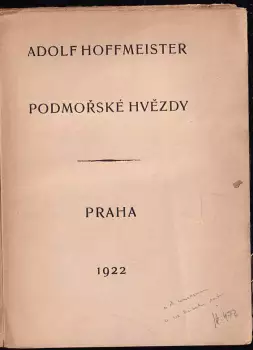 ADOLF HOFFMEISTER
PODMOŘSKÉ HVĚZDY
PRAHA
1922